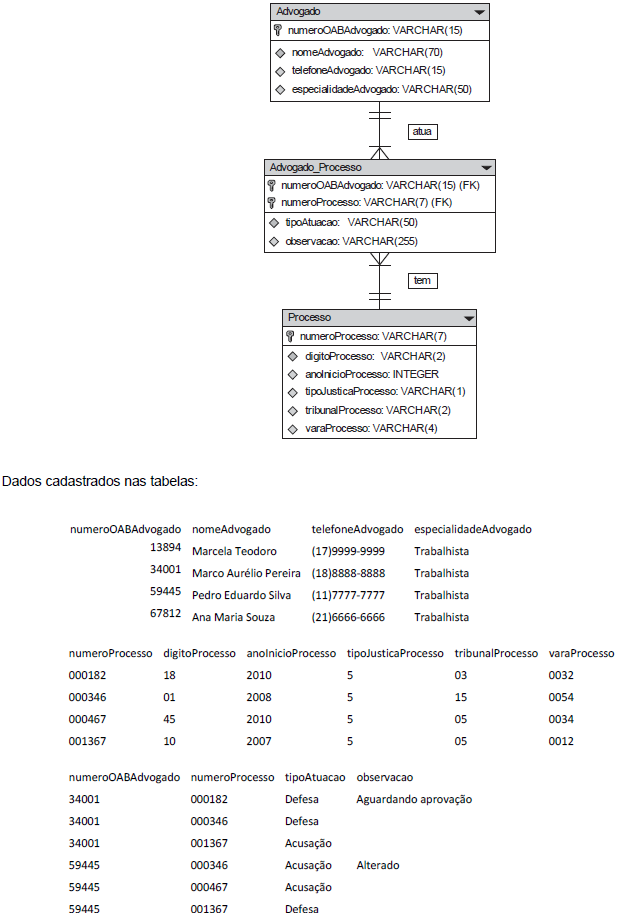 Advogado
numeroOABAdvogado: VARCHAR(15)
nomeAdvogado: VARCHAR(70)
telefoneAdvogado: VARCHAR(15)
especialidadeAdvogado: VARCHAR(50)
atua
Advogado_Processo
numeroOABAdvogado: VARCHAR(15) (FK)
numeroProcesso: VARCHAR(7) (FK)
tipoAtuacao: VARCHAR(50)
observacao: VARCHAR(255)
tem
Processo
numeroProcesso: VARCHAR(7)
digitoProcesso: VARCHAR(2)
anoInicioProcesso: INTEGER
tipoJusticaProcesso: VARCHAR(1)
tribunalProcesso: VARCHAR(2)
varaProcesso: VARCHAR(4)
Dados cadastrados nas tabelas:
numeroOABAdvogado nomeAdvogado telefoneAdvogado especialidadeAdvogado
13894 Marcela Teodoro (17)9999-9999 Trabalhista
34001 Marco Aurélio Pereira (18)8888-8888 Trabalhista
59445 Pedro Eduardo Silva (11)7777-7777 Trabalhista
67812 Ana Maria Souza (21)6666-6666 Trabalhista
numeroProcesso digitoProcesso anoInicioProcesso tipoJusticaProcesso tribunalProcesso varaProcesso
000182 18 2010 5 03 0032
000346 01 2008 5 15 0054
000467 45 2010 5 05 0034
001367 10 2007 5 05 0012
numeroOABAdvogado numeroProcesso tipoAtuacao observacao
34001 000182 Defesa Aguardando aprovação
34001 000346 Defesa
34001 001367 Acusação
59445 000346 Acusação Alterado
59445 000467 Acusação
59445 001367 Defesa